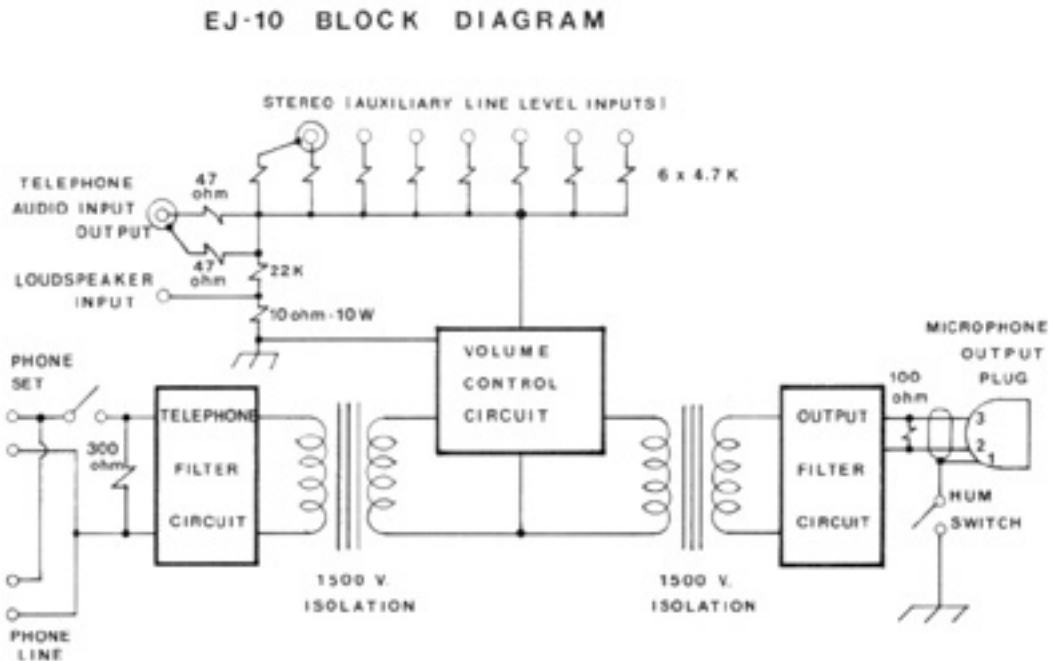 EJ-10 BLOCK DIAGRAM
STEREO [AUXILIARY LINE LEVEL INPUTS]
6 x 4.7 K
TELEPHONE
AUDIO INPUT
OUTPUT
47
ohm
47
ohm
22K
LOUDSPEAKER
INPUT
10 ohm - 10W
PHONE
SET
300
ohm
TELEPHONE
FILTER
CIRCUIT
VOLUME
CONTROL
CIRCUIT
1500 V.
ISOLATION
1500 V.
ISOLATION
OUTPUT
FILTER
CIRCUIT
100
ohm
MICROPHONE
OUTPUT
PLUG
3
2
1
HUM
SWITCH
PHONE
LINE